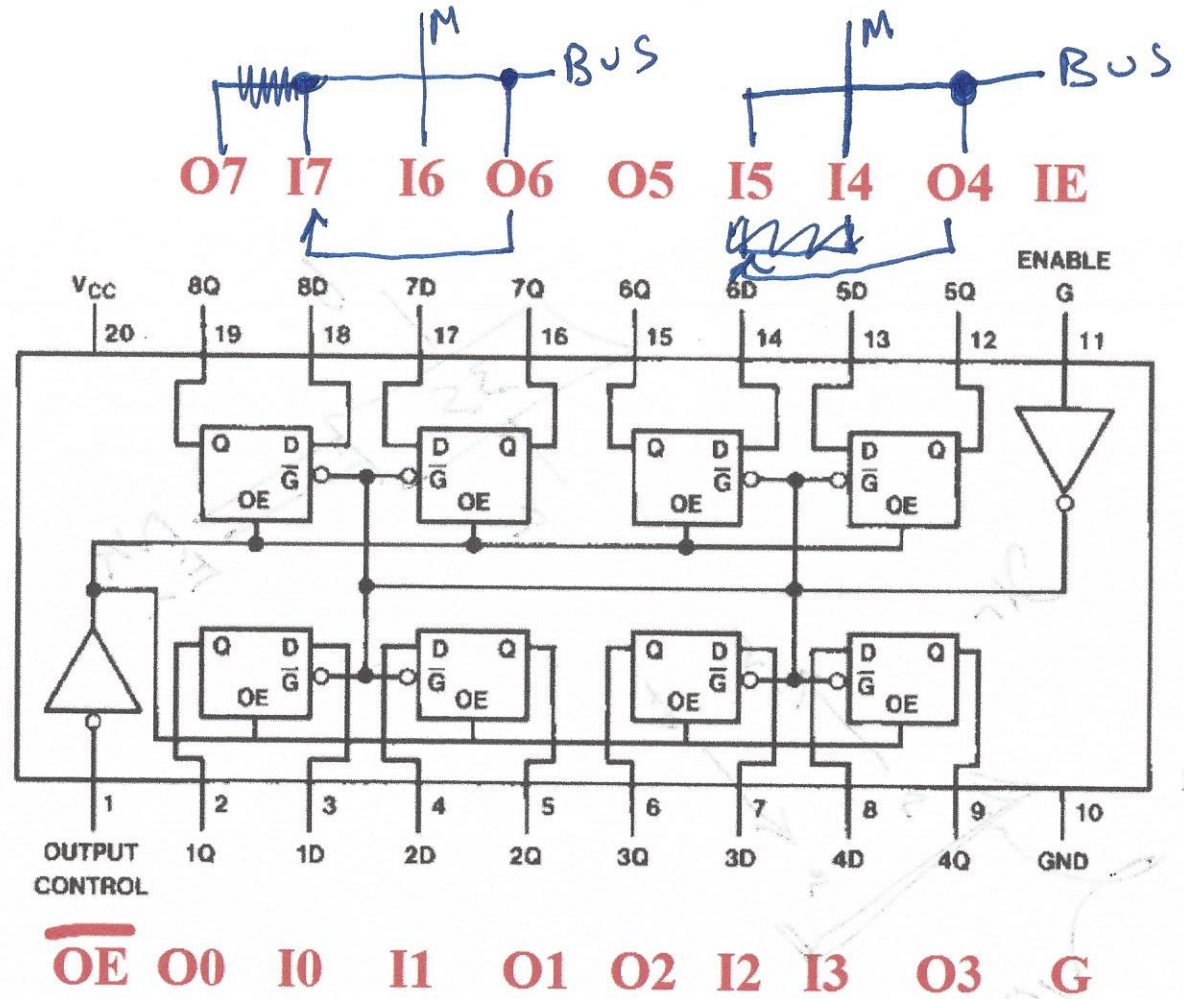 M M
BUS BUS
O7 I7 I6 O6 O5 I5 I4 O4 IE
ENABLE
VCC 8Q 8D 7D 7Q 6Q 6D 5D 5Q G
20 19 18 17 16 15 14 13 12 11
Q D D Q Q D D Q
G̅ G̅ G̅ G̅
OE OE OE OE
Q D D Q Q D D Q
G̅ G̅ G̅ G̅
OE OE OE OE
1 2 3 4 5 6 7 8 9 10
OUTPUT 1Q 1D 2D 2Q 3Q 3D 4D 4Q GND
CONTROL
O̅E̅ O0 I0 I1 O1 O2 I2 I3 O3 G